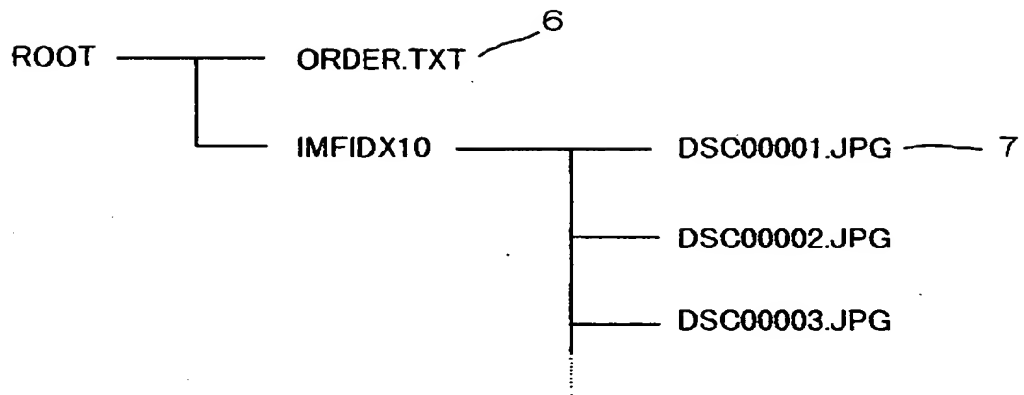 6
ROOT ORDER.TXT
IMFIDX10 DSC00001.JPG 7
DSC00002.JPG
DSC00003.JPG